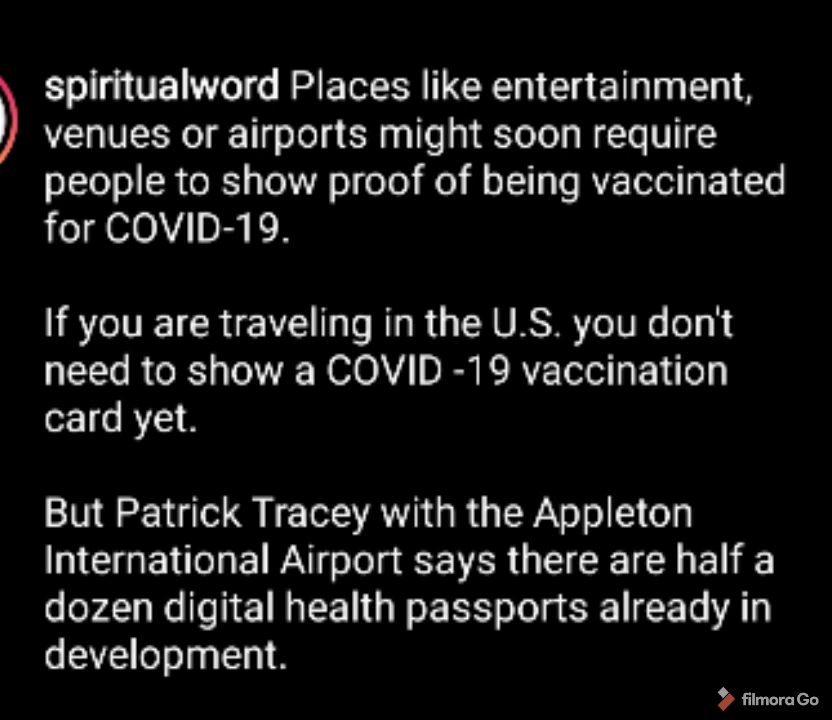 spiritualword Places like entertainment,
venues or airports might soon require
people to show proof of being vaccinated
for COVID-19.
If you are traveling in the U.S. you don't
need to show a COVID -19 vaccination
card yet.
But Patrick Tracey with the Appleton
International Airport says there are half a
dozen digital health passports already in
development.
filmoraGo